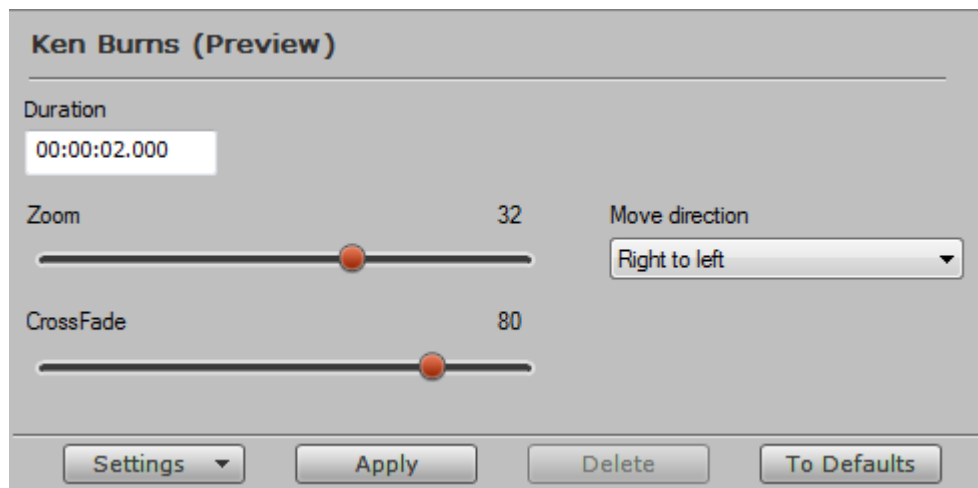 Ken Burns (Preview)
Duration
00:00:02.000
Zoom 32 Move direction
Right to left
CrossFade 80
Settings Apply Delete To Defaults